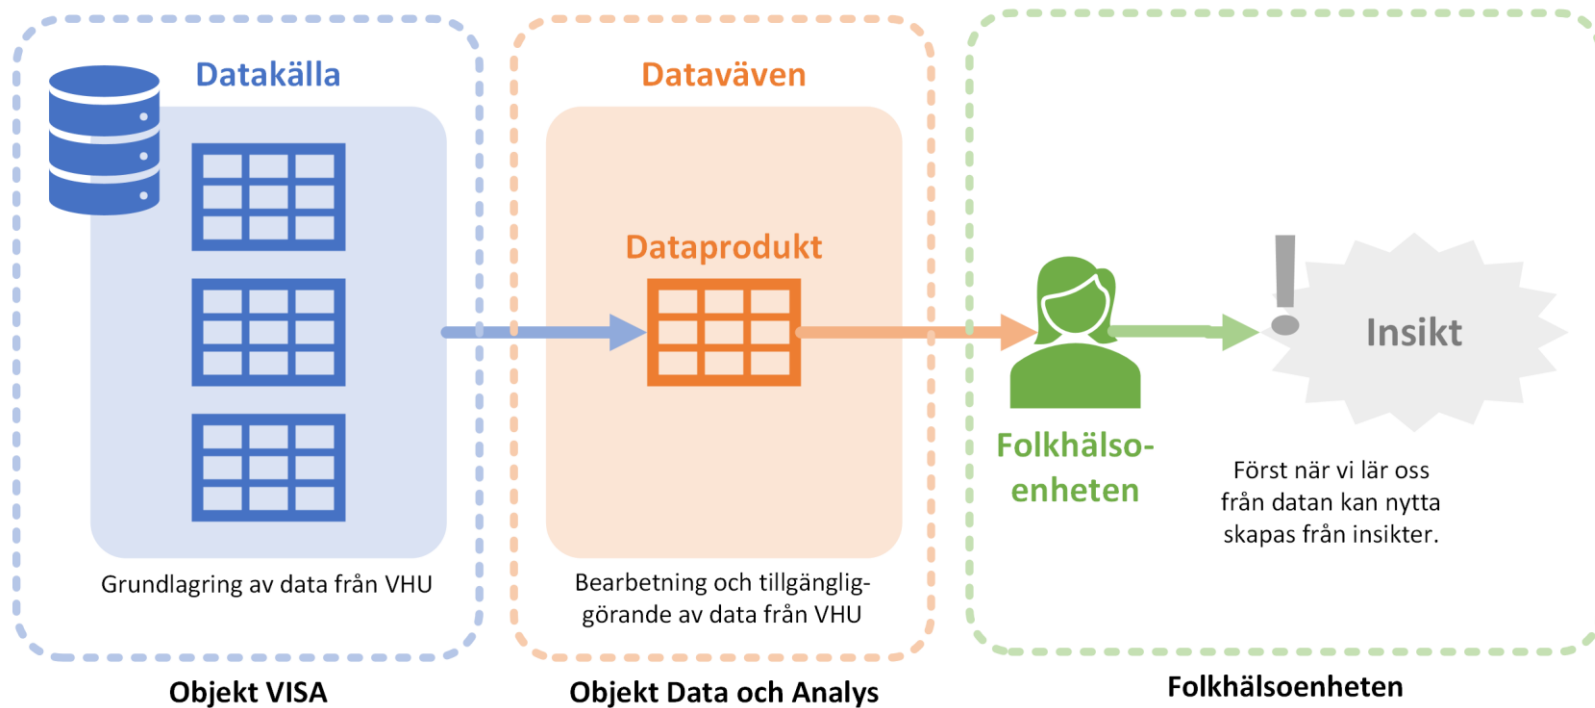 Datakälla
Grundlagring av data från VHU
Objekt VISA
Dataväven
Dataprodukt
Bearbetning och tillgänglig-
görande av data från VHU
Objekt Data och Analys
Folkhälso-
enheten
!
Insikt
Först när vi lär oss
från datan kan nytta
skapas från insikter.
Folkhälsoenheten